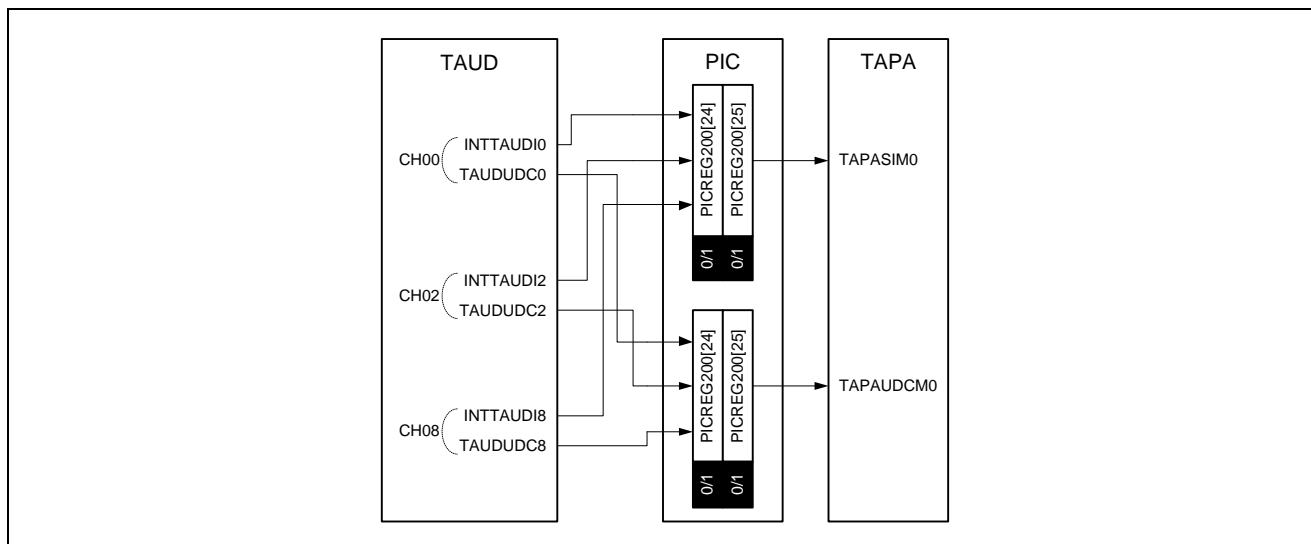 TAUD
PIC
TAPA
CH00
INTTAUDI0
TAUDUDC0
CH02
INTTAUDI2
TAUDUDC2
CH08
INTTAUDI8
TAUDUDC8
PICREG200[24]
PICREG200[25]
0/1
0/1
PICREG200[24]
PICREG200[25]
0/1
0/1
TAPASIM0
TAPAUDCM0